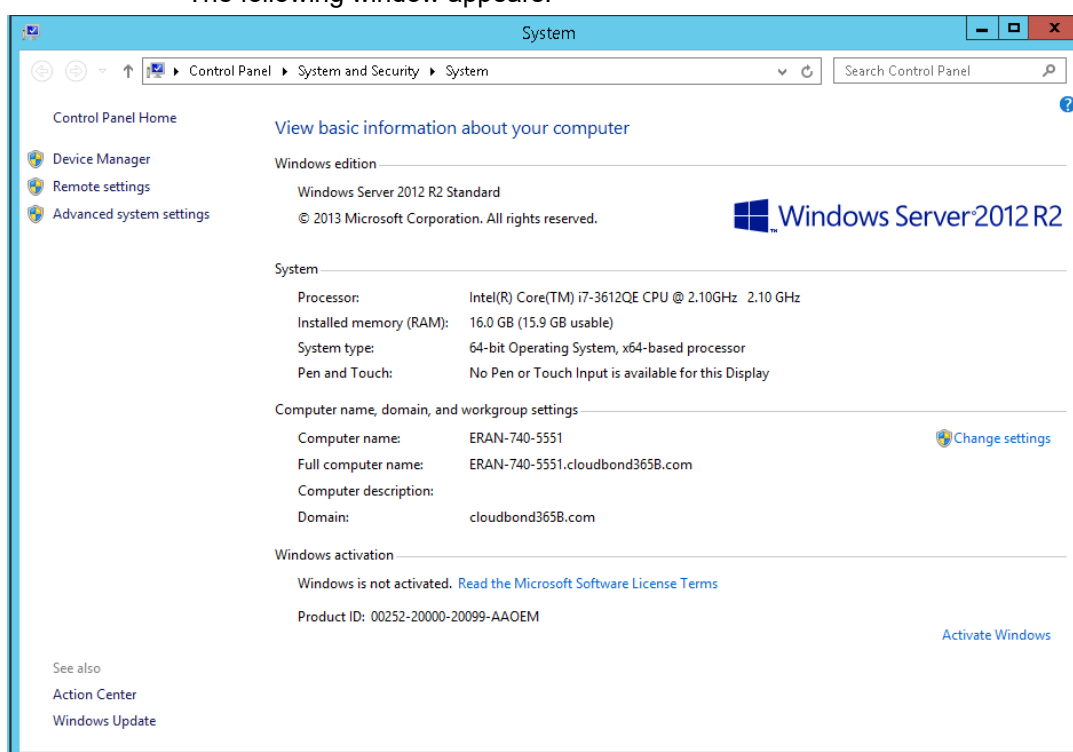 The following window appears:
System
Control Panel ▸ System and Security ▸ System
Search Control Panel
Control Panel Home
Device Manager
Remote settings
Advanced system settings
View basic information about your computer
Windows edition
Windows Server 2012 R2 Standard
© 2013 Microsoft Corporation. All rights reserved.
Windows Server 2012 R2
System
Processor: Intel(R) Core(TM) i7-3612QE CPU @ 2.10GHz 2.10 GHz
Installed memory (RAM): 16.0 GB (15.9 GB usable)
System type: 64-bit Operating System, x64-based processor
Pen and Touch: No Pen or Touch Input is available for this Display
Computer name, domain, and workgroup settings
Computer name: ERAN-740-5551
Change settings
Full computer name: ERAN-740-5551.cloudbond365B.com
Computer description:
Domain: cloudbond365B.com
Windows activation
Windows is not activated. Read the Microsoft Software License Terms
Product ID: 00252-20000-20099-AAOEM
Activate Windows
See also
Action Center
Windows Update